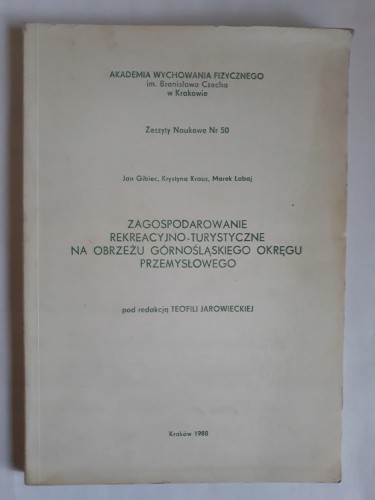 AKADEMIA WYCHOWANIA FIZYCZNEGO
im. Bronisława Czecha
w Krakowie
Zeszyty Naukowe Nr 50
Jan Gibiec, Krystyna Kraus, Marek Łabaj
ZAGOSPODAROWANIE
REKREACYJNO-TURYSTYCZNE
NA OBRZEŻU GÓRNOŚLĄSKIEGO OKRĘGU
PRZEMYSŁOWEGO
pod redakcją TEOFILI JAROWIECKIEJ
Kraków 1988